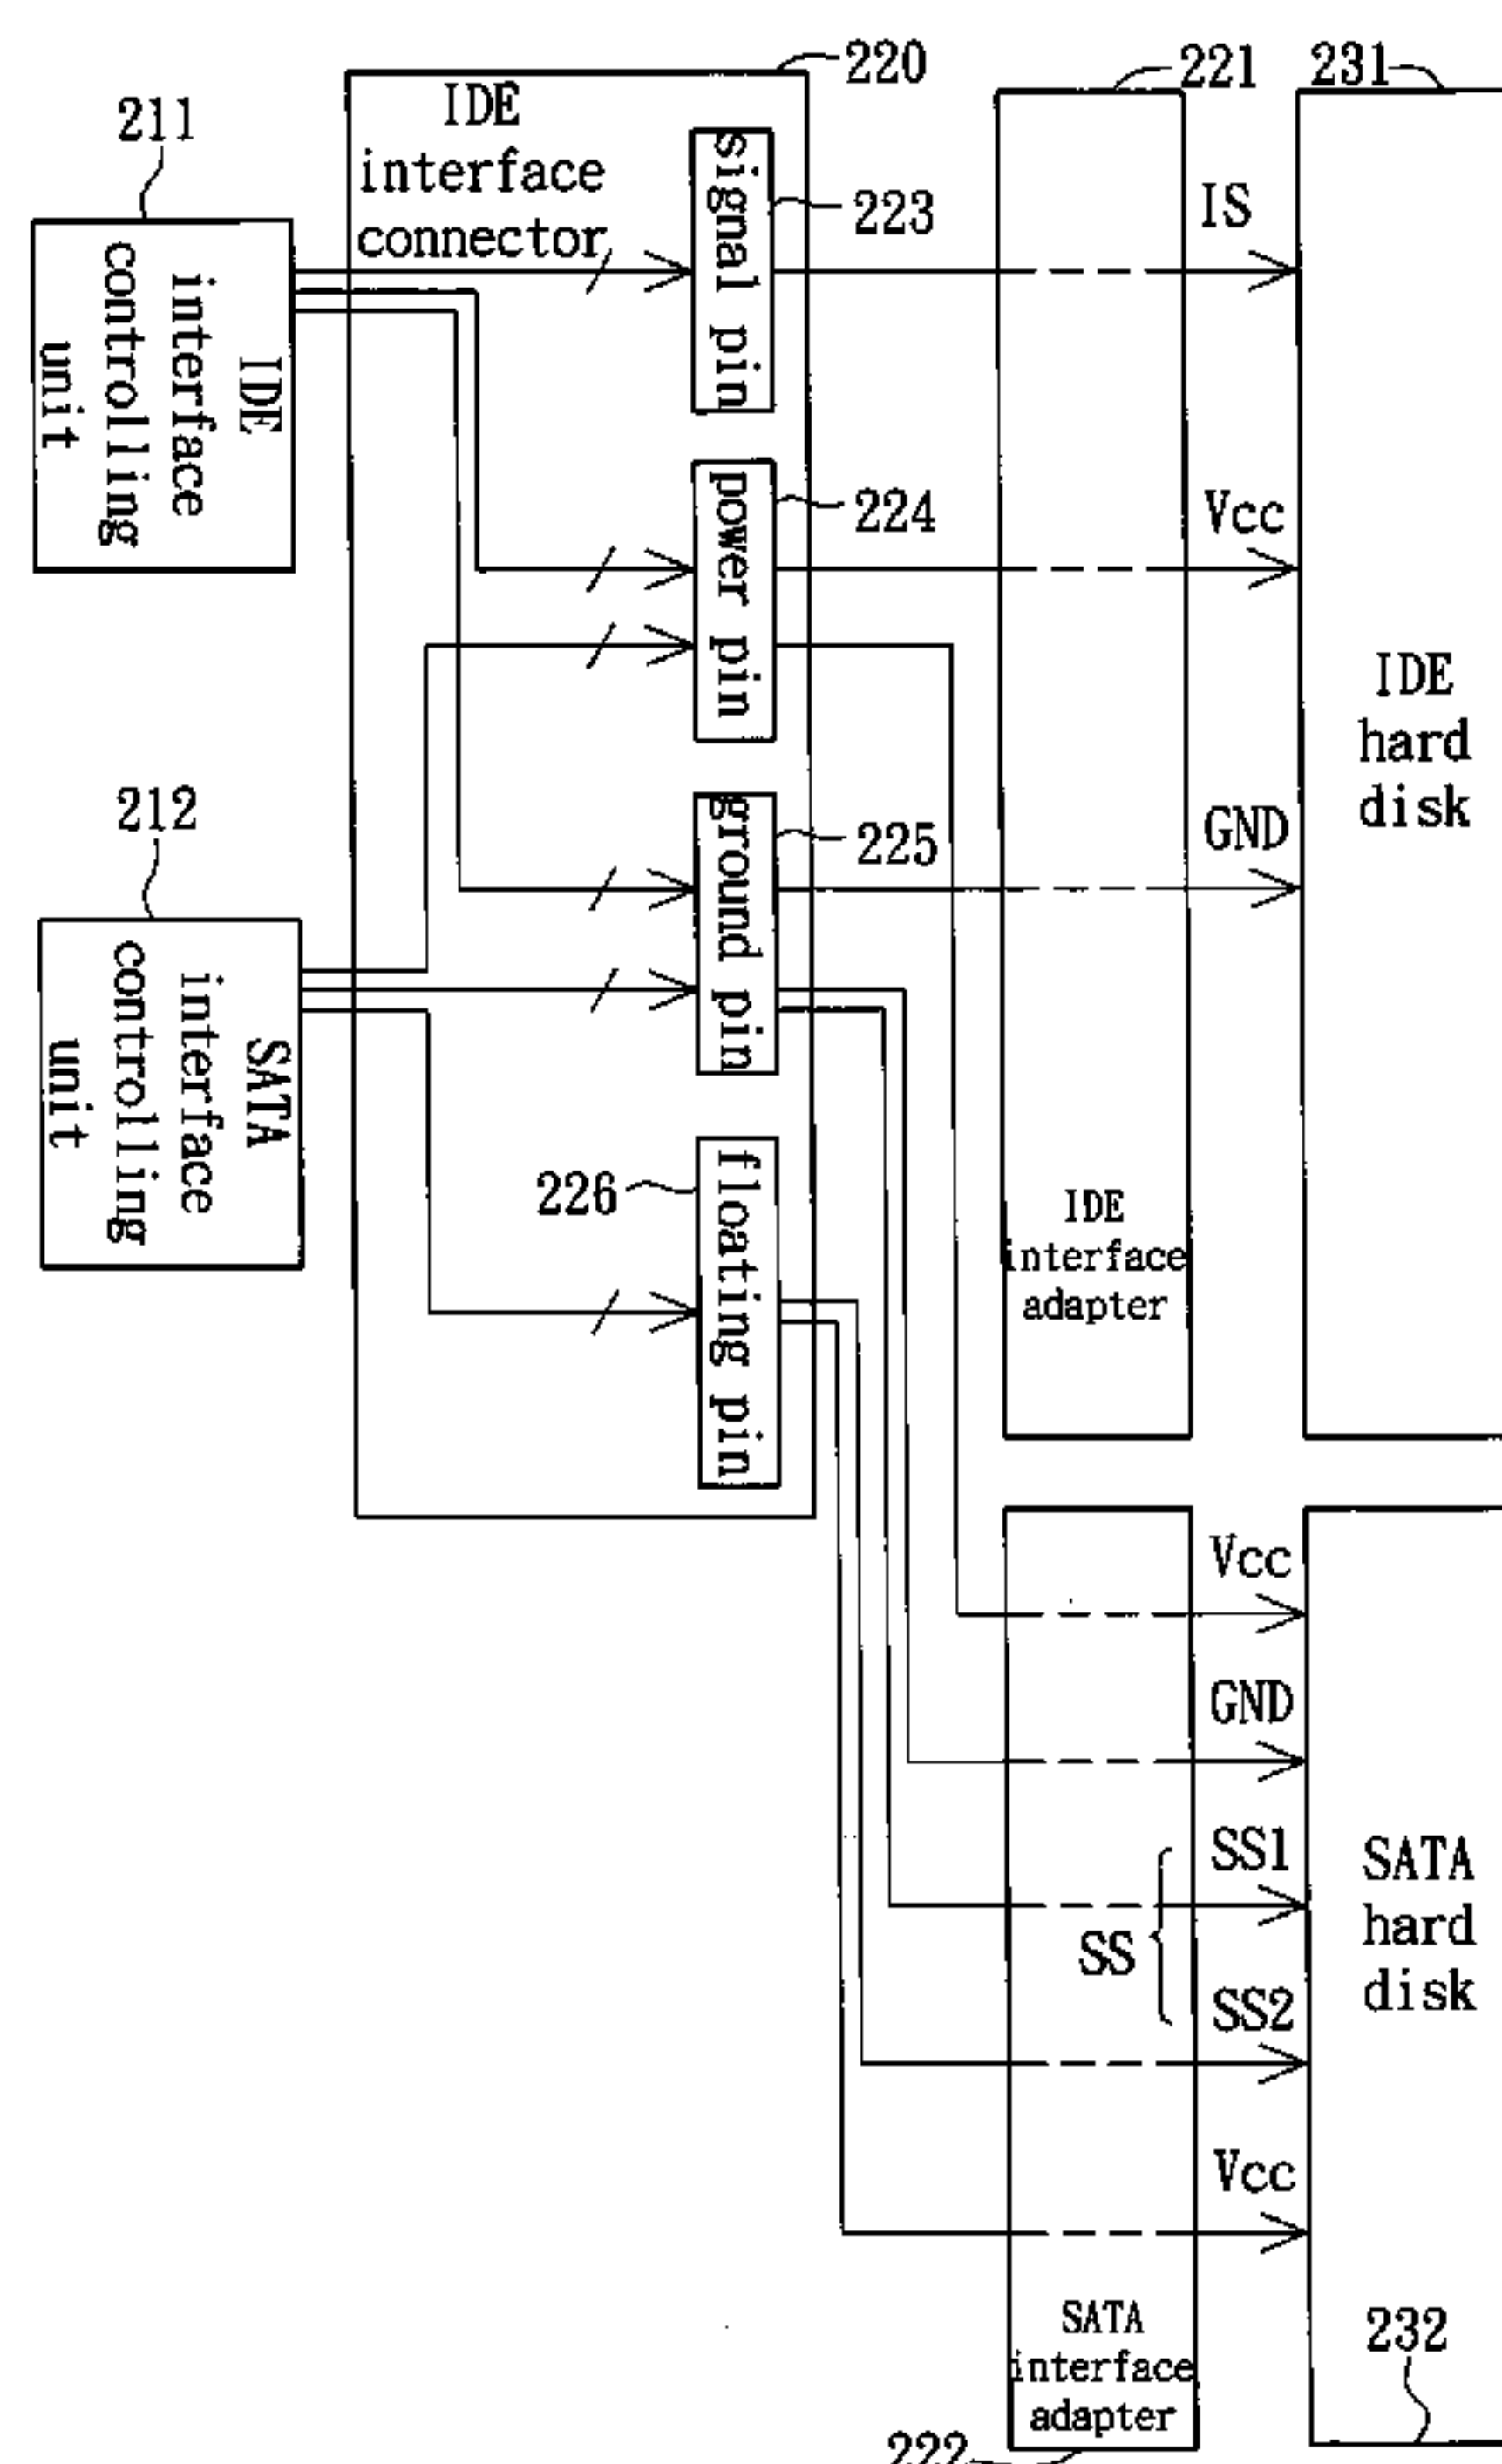 220
221
231
211
IDE
interface
connector
signal pin
223
IS
IDE
interface
controlling
unit
power pin
224
Vcc
IDE
hard
disk
212
ground pin
225
GND
SATA
interface
controlling
unit
226
floating pin
IDE
interface
adapter
Vcc
GND
SS1
SS
SS2
SATA
hard
disk
Vcc
SATA
interface
adapter
232
222